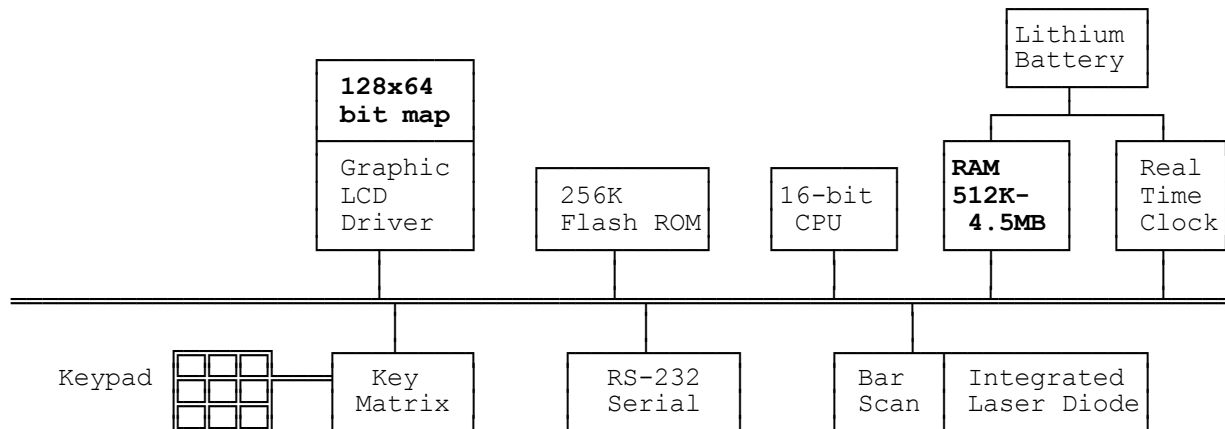 Lithium
Battery
128x64
bit map
Graphic
LCD
Driver
256K
Flash ROM
16-bit
CPU
RAM
512K-
4.5MB
Real
Time
Clock
Keypad
Key
Matrix
RS-232
Serial
Bar
Scan
Integrated
Laser Diode